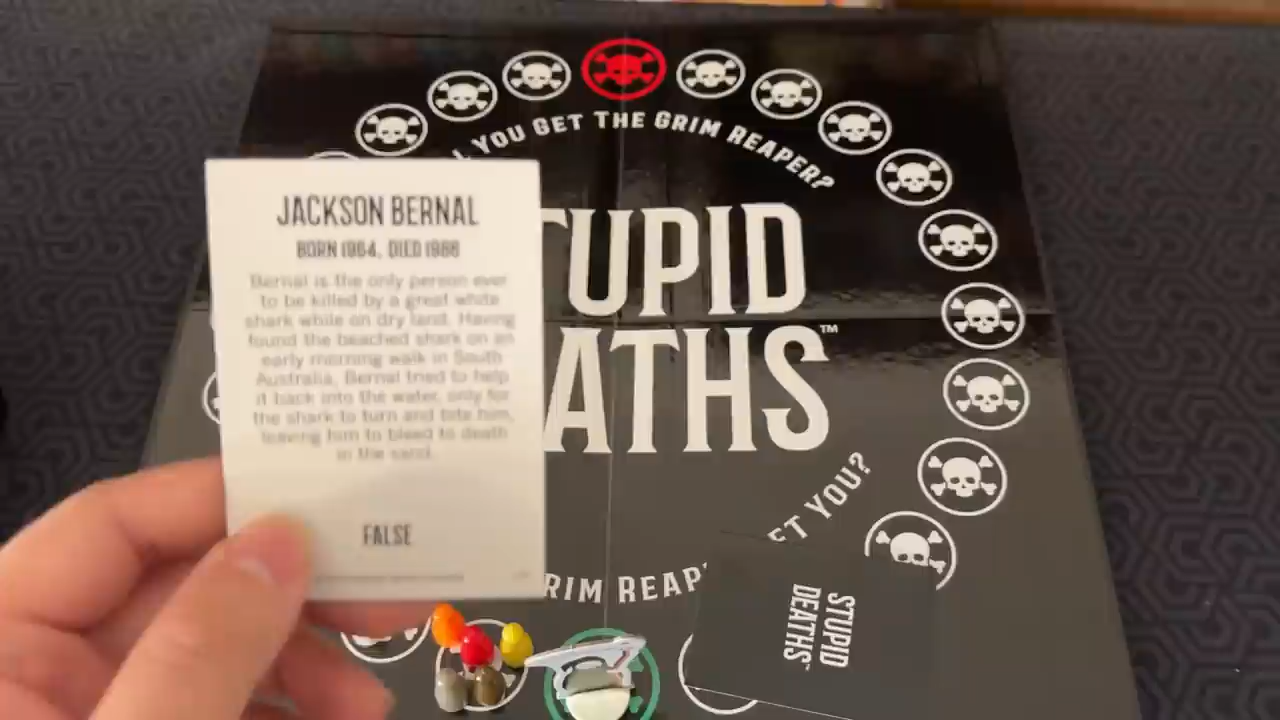 YOU GET THE GRIM REAPER?
JACKSON BERNAL
BORN 1964, DIED 1986
Bernal is the only person ever
to be killed by a great white
shark while on dry land. Having
found the beached shark on an
early morning walk in South
Australia, Bernal tried to help
it back into the water, only for
the shark to turn and bite him,
leaving him to bleed to death
in the sand.
FALSE
TUPID
ATHS™
ET YOU?
RIM REAP
STUPID
DEATHS